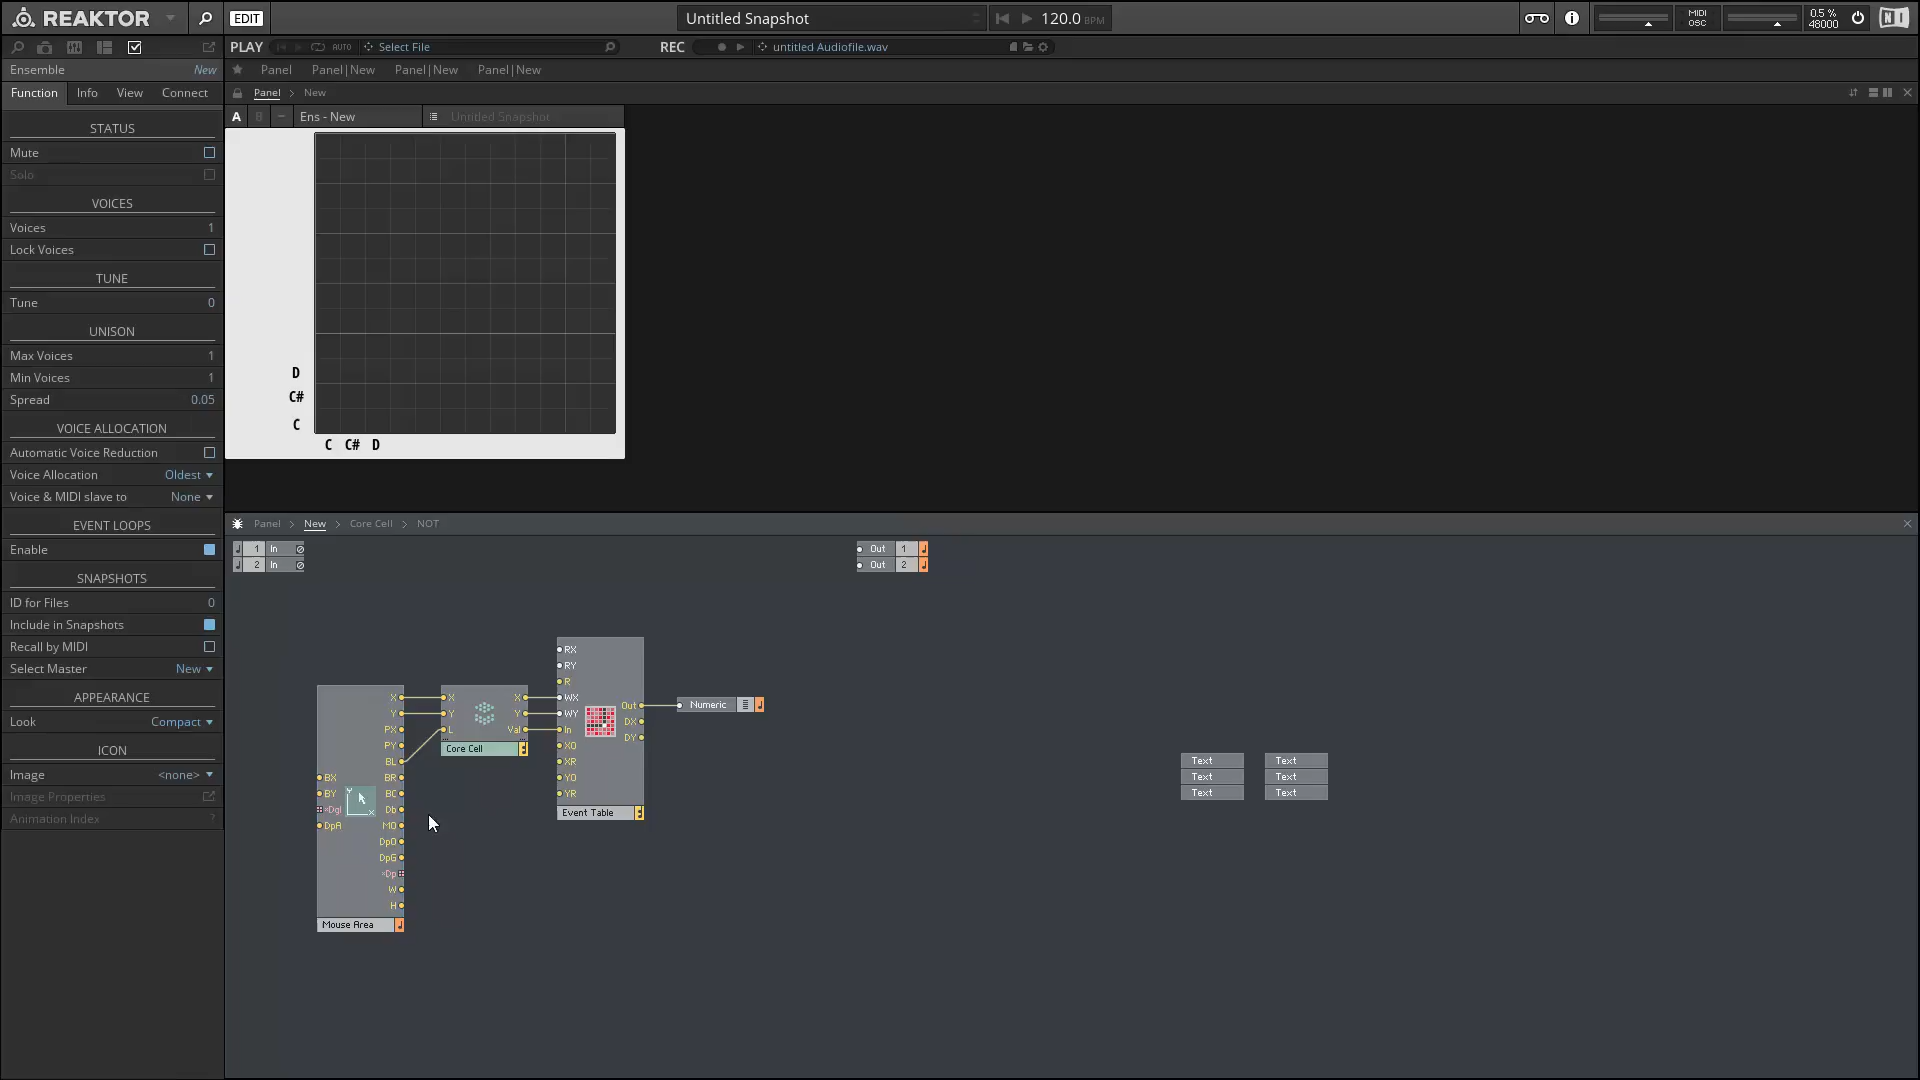 REAKTOR
EDIT
Untitled Snapshot
120.0 BPM
MIDI
OSC
0.5 %
48000
PLAY
AUTO
Select File
REC
untitled Audiofile.wav
Ensemble New
Panel Panel|New Panel|New Panel|New
Function Info View Connect
Panel > New
A B Ens - New Untitled Snapshot
STATUS
Mute
Solo
VOICES
Voices 1
Lock Voices
TUNE
Tune 0
UNISON
Max Voices 1
Min Voices 1
Spread 0.05
VOICE ALLOCATION
Automatic Voice Reduction
Voice Allocation Oldest
Voice & MIDI slave to None
EVENT LOOPS
Enable
SNAPSHOTS
ID for Files 0
Include in Snapshots
Recall by MIDI
Select Master New
APPEARANCE
Look Compact
ICON
Image <none>
Image Properties
Animation Index ?
D
C#
C
C C# D
Panel > New > Core Cell > NOT
1 In
2 In
Out 1
Out 2
X
Y
PX
PY
BL
BR
BC
Db
MO
DpO
DpG
Dp
W
H
BX
BY
Dgl
DpA
Mouse Area
X X
Y Y
L Val
Core Cell
RX
RY
R
WX
WY
In
XO
XR
YO
YR
Out
DX
DY
Event Table
Numeric
Text Text
Text Text
Text Text